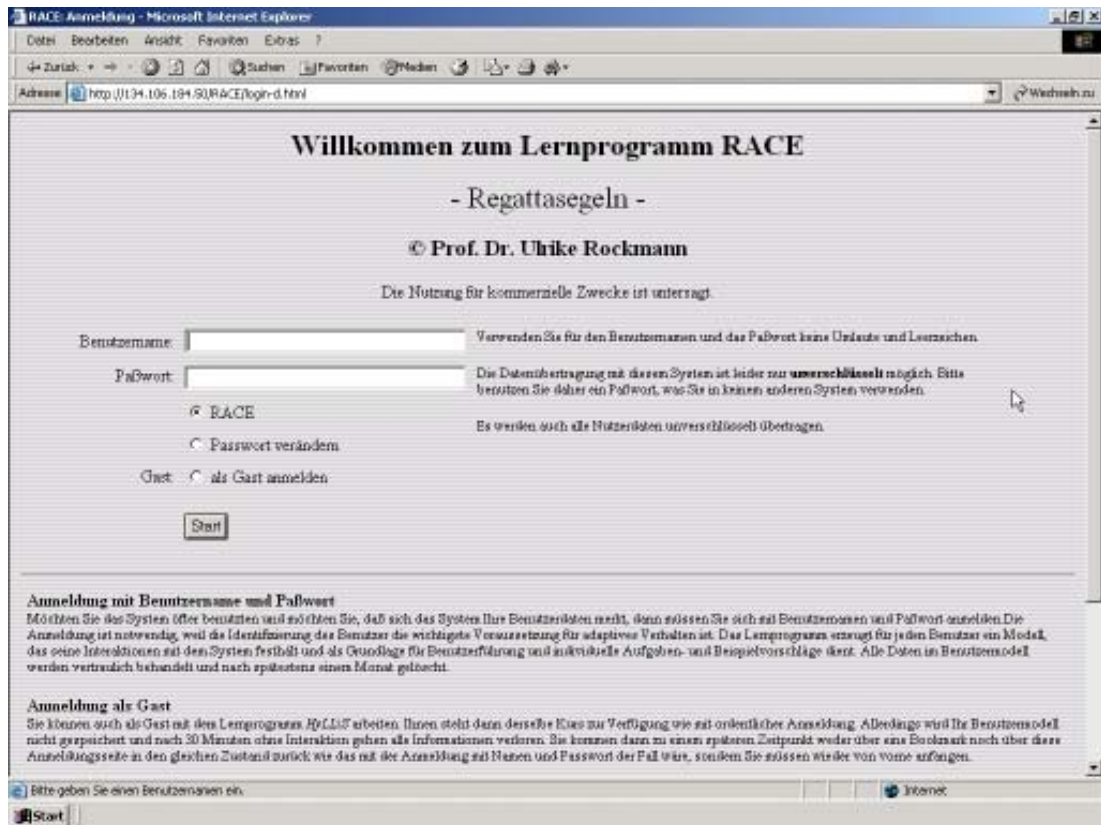 RACE: Anmeldung - Microsoft Internet Explorer
Datei Bearbeiten Ansicht Favoriten Extras ?
Zurück Suchen Favoriten Medien
Adresse http://134.106.184.50/RACE/login-d.html Wechseln zu
Willkommen zum Lernprogramm RACE
- Regattasegeln -
© Prof. Dr. Ulrike Rockmann
Die Nutzung für kommerzielle Zwecke ist untersagt.
Benutzername: Verwenden Sie für den Benutzernamen und das Paßwort keine Umlaute und Leerzeichen.
Paßwort: Die Datenübertragung mit diesem System ist leider nur unverschlüsselt möglich. Bitte
benutzen Sie daher ein Paßwort, was Sie in keinem anderen System verwenden.
RACE
Es werden auch alle Nutzerdaten unverschlüsselt übertragen.
Passwort verändern
Gast: als Gast anmelden
Start
Anmeldung mit Benutzername und Paßwort
Möchten Sie das System öfter benutzten und möchten Sie, daß sich das System Ihre Benutzerdaten merkt, dann müssen Sie sich mit Benutzernamen und Paßwort anmelden.Die
Anmeldung ist notwendig, weil die Identifizierung des Benutzer die wichtigste Voraussetzung für adaptives Verhalten ist. Das Lernprogramm erzeugt für jeden Benutzer ein Modell,
das seine Interaktionen mit dem System festhält und als Grundlage für Benutzerführung und individuelle Aufgaben- und Beispielvorschläge dient. Alle Daten im Benutzermodell
werden vertraulich behandelt und nach spätestens einem Monat gelöscht.
Anmeldung als Gast
Sie können auch als Gast mit dem Lernprogramm HyLLiS arbeiten. Ihnen steht dann derselbe Kurs zur Verfügung wie mit ordentlicher Anmeldung. Allerdings wird Ihr Benutzermodell
nicht gespeichert und nach 30 Minuten ohne Interaktion gehen alle Informationen verloren. Sie kommen dann zu einem späteren Zeitpunkt weder über eine Bookmark noch über diese
Anmeldungsseite in den gleichen Zustand zurück wie das mit der Anmeldung mit Namen und Passwort der Fall wäre, sondern Sie müssen wieder von vorne anfangen.
Bitte geben Sie einen Benutzernamen ein. Internet
Start